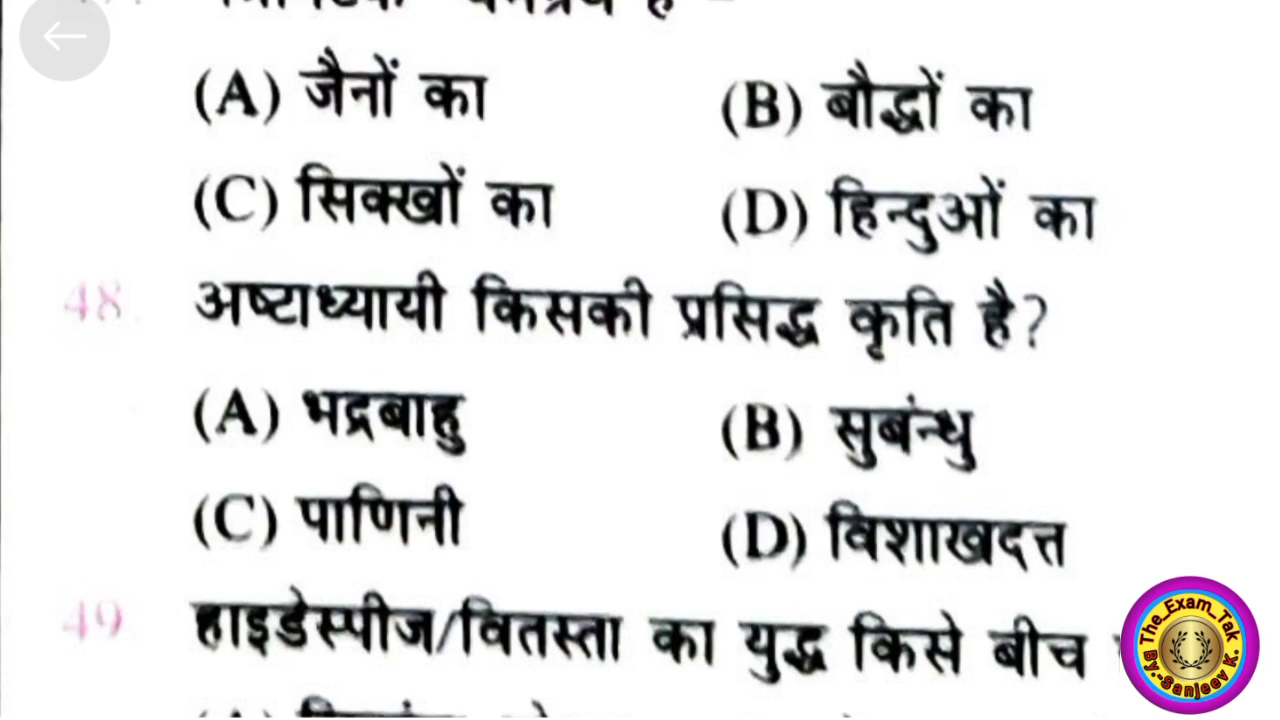 (A) जैनों का (B) बौद्धों का
(C) सिक्खों का (D) हिन्दुओं का
48. अष्टाध्यायी किसकी प्रसिद्ध कृति है?
(A) भद्रबाहु (B) सुबंन्धु
(C) पाणिनी (D) विशाखदत्त
49. हाइडेस्पीज/वितस्ता का युद्ध किसे बीच
The_Exam_Tak
By:-Sanjeev K.